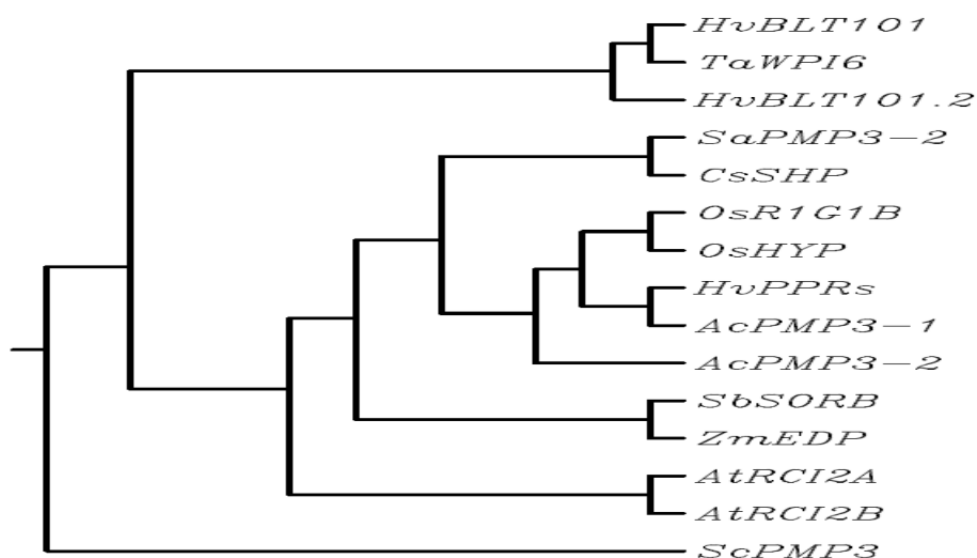 HvBLT101
TaWPI6
HvBLT101.2
SaPMP3-2
CsSHP
OsR1G1B
OsHYP
HvPPRs
AcPMP3-1
AcPMP3-2
SbSORB
ZmEDP
AtRCI2A
AtRCI2B
ScPMP3